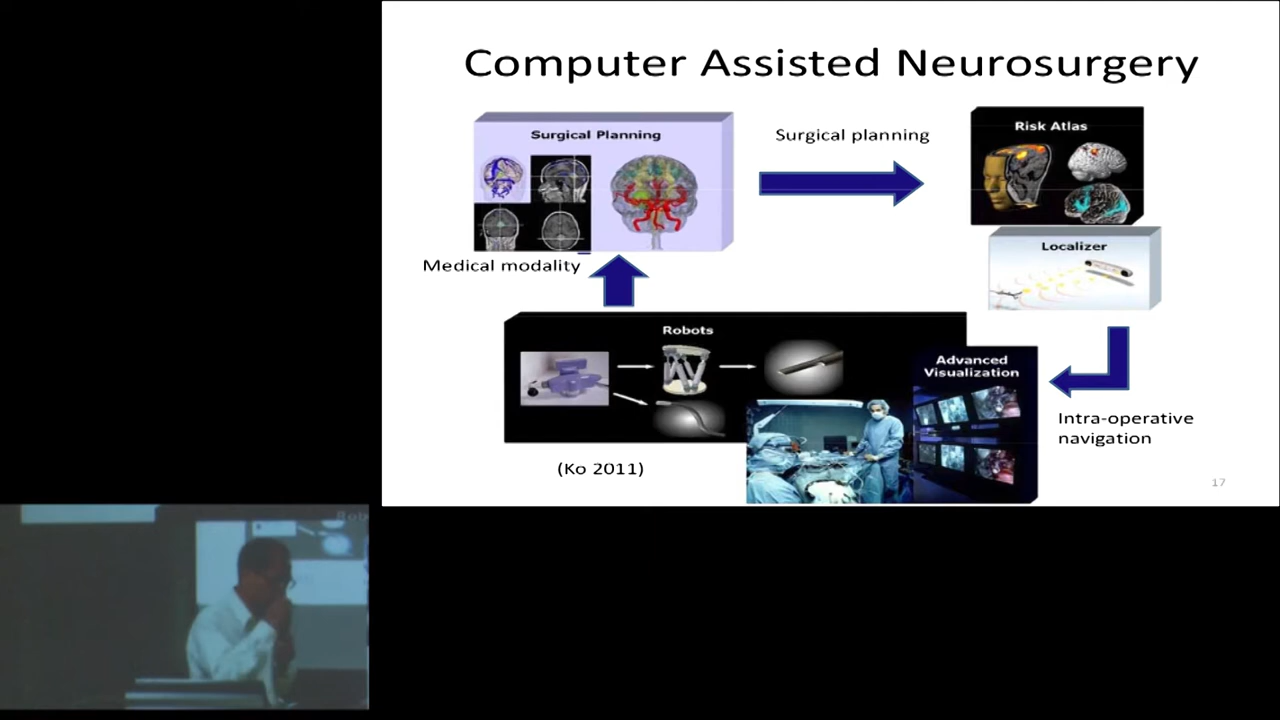 Computer Assisted Neurosurgery
Surgical Planning
Surgical planning
Risk Atlas
Localizer
Medical modality
Robots
Advanced
Visualization
Intra-operative
navigation
(Ko 2011)
17
Rob